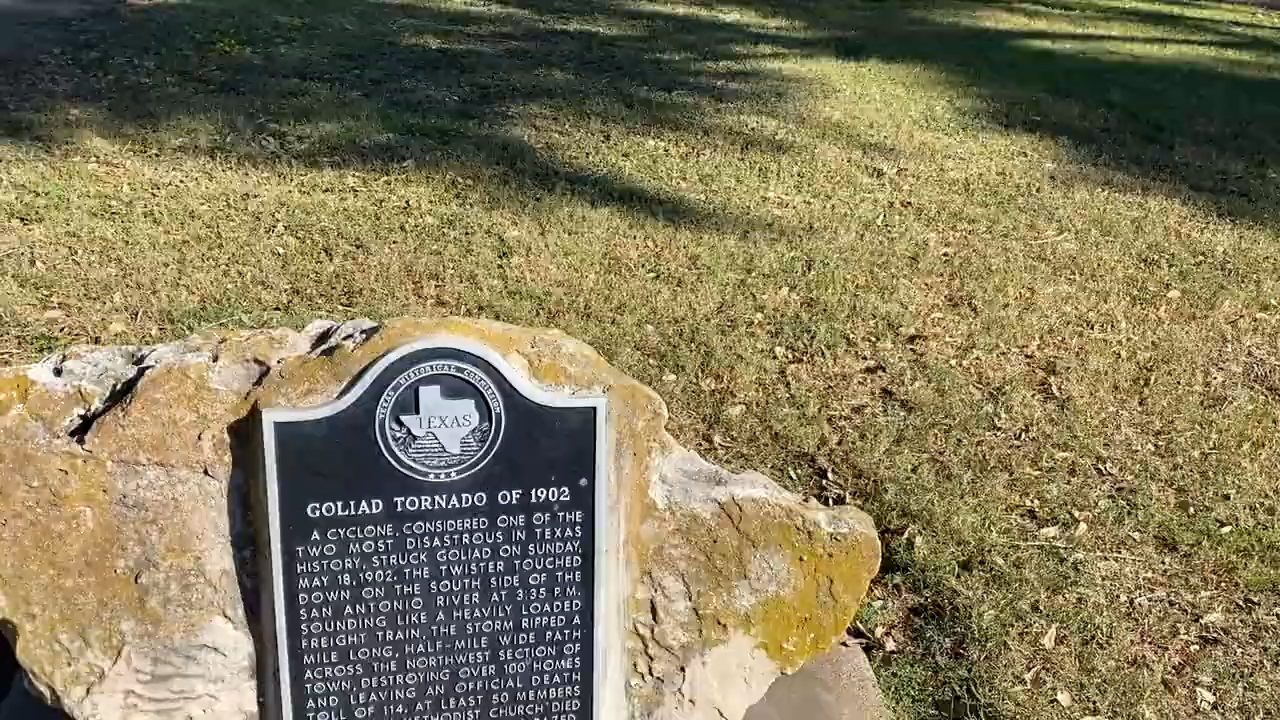 TEXAS HISTORICAL COMMISSION
TEXAS
GOLIAD TORNADO OF 1902
A CYCLONE, CONSIDERED ONE OF THE
TWO MOST DISASTROUS IN TEXAS
HISTORY, STRUCK GOLIAD ON SUNDAY,
MAY 18, 1902. THE TWISTER TOUCHED
DOWN ON THE SOUTH SIDE OF THE
SAN ANTONIO RIVER AT 3:35 P.M.
SOUNDING LIKE A HEAVILY LOADED
FREIGHT TRAIN, THE STORM RIPPED A
MILE LONG, HALF-MILE WIDE PATH
ACROSS THE NORTHWEST SECTION OF
TOWN, DESTROYING OVER 100 HOMES
AND LEAVING AN OFFICIAL DEATH
TOLL OF 114. AT LEAST 50 MEMBERS
METHODIST CHURCH DIED